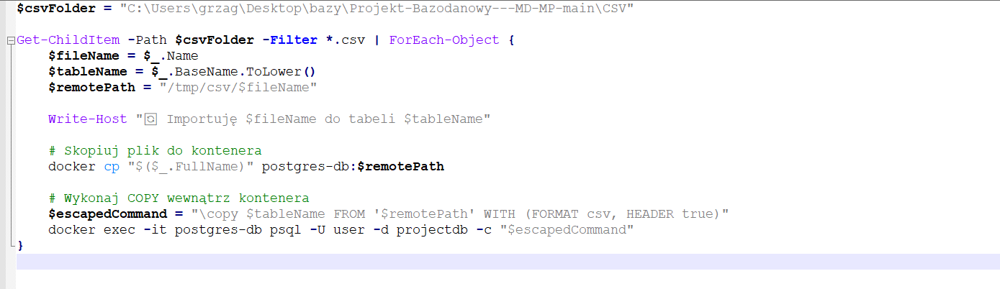 $csvFolder = "C:\Users\grzag\Desktop\bazy\Projekt-Bazodanowy---MD-MP-main\CSV"
Get-ChildItem -Path $csvFolder -Filter *.csv | ForEach-Object {
$fileName = $_.Name
$tableName = $_.BaseName.ToLower()
$remotePath = "/tmp/csv/$fileName"
Write-Host "🔄 Importuję $fileName do tabeli $tableName"
# Skopiuj plik do kontenera
docker cp "$($_.FullName)" postgres-db:$remotePath
# Wykonaj COPY wewnątrz kontenera
$escapedCommand = "\copy $tableName FROM '$remotePath' WITH (FORMAT csv, HEADER true)"
docker exec -it postgres-db psql -U user -d projectdb -c "$escapedCommand"
}